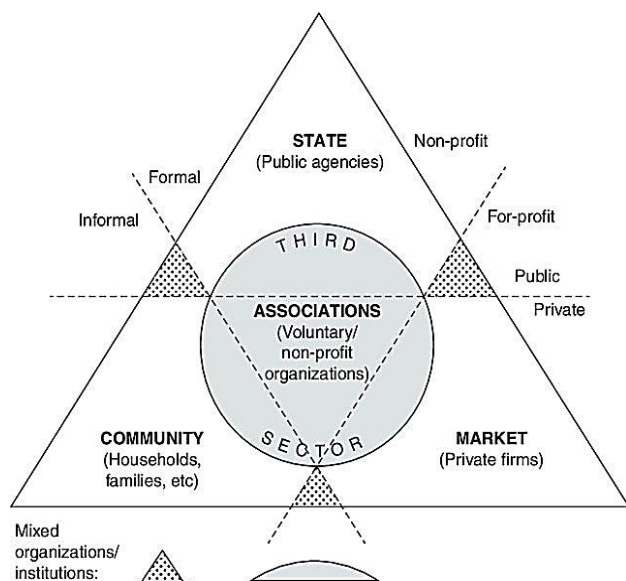 STATE
(Public agencies)
Non-profit
Formal
Informal
For-profit
THIRD
Public
Private
ASSOCIATIONS
(Voluntary/
non-profit
organizations)
COMMUNITY
(Households,
families, etc)
SECTOR
MARKET
(Private firms)
Mixed
organizations/
institutions: